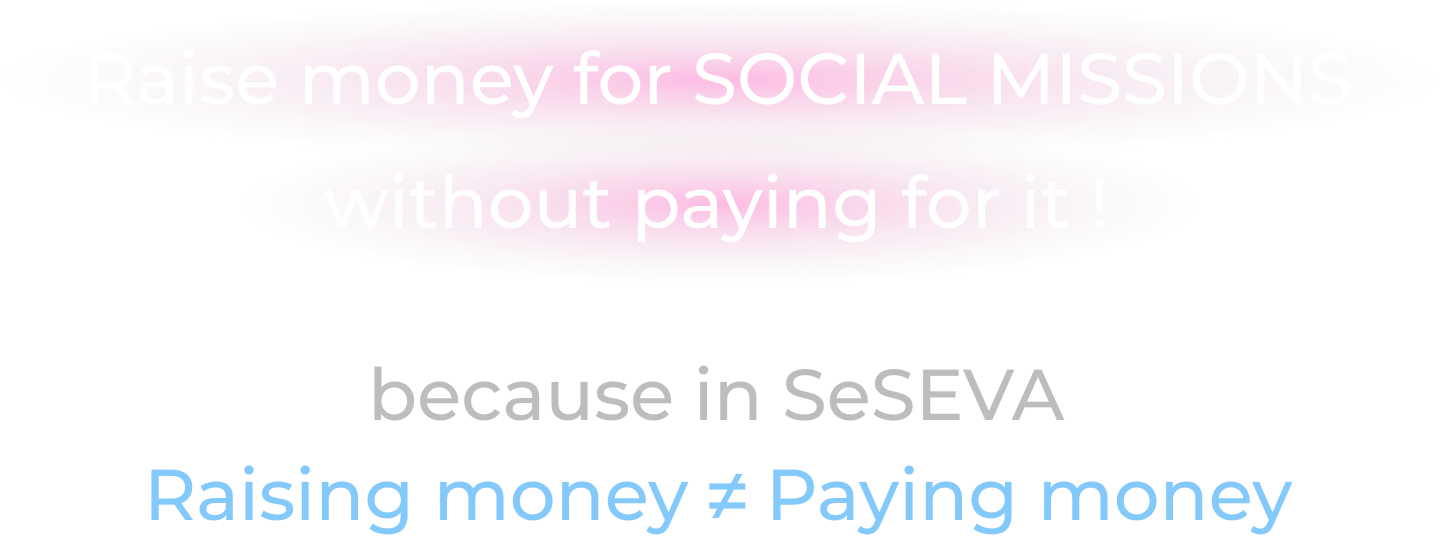 Raise money for SOCIAL MISSIONS
without paying for it !
because in SeSEVA
Raising money ≠ Paying money